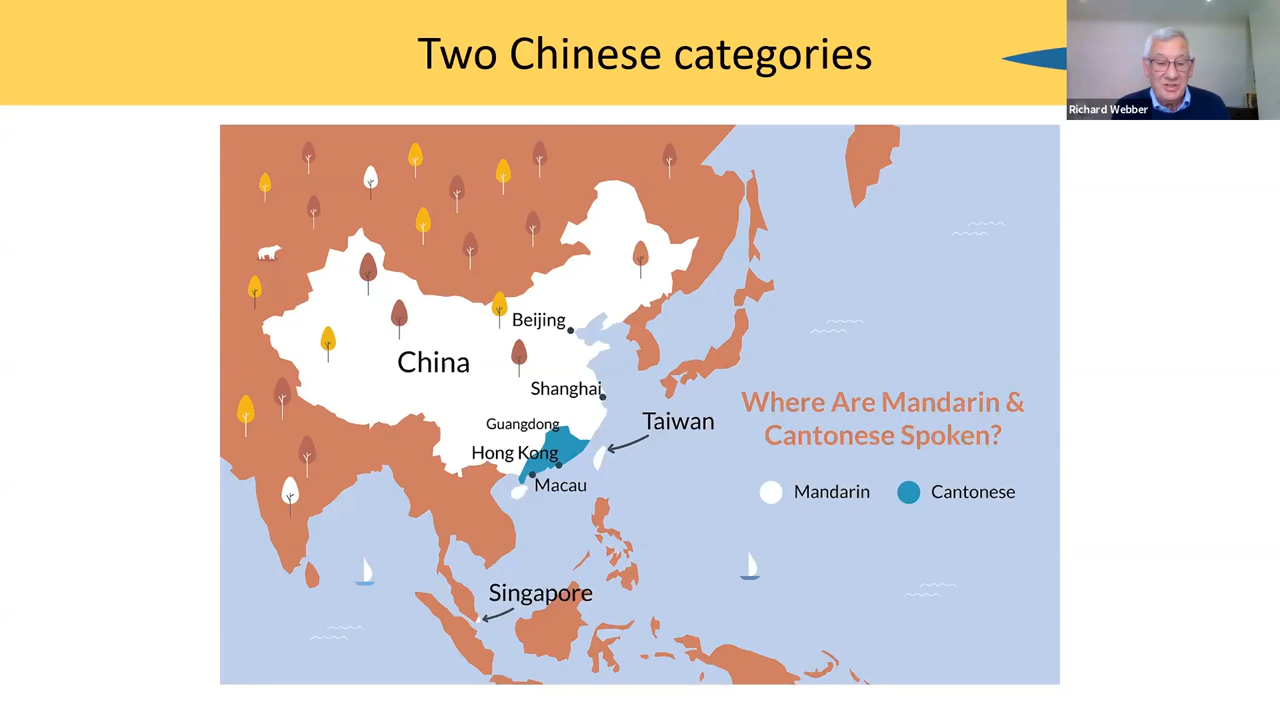 Two Chinese categories
Richard Webber
Beijing
China
Shanghai
Guangdong
Taiwan
Hong Kong
Macau
Where Are Mandarin &
Cantonese Spoken?
Mandarin
Cantonese
Singapore